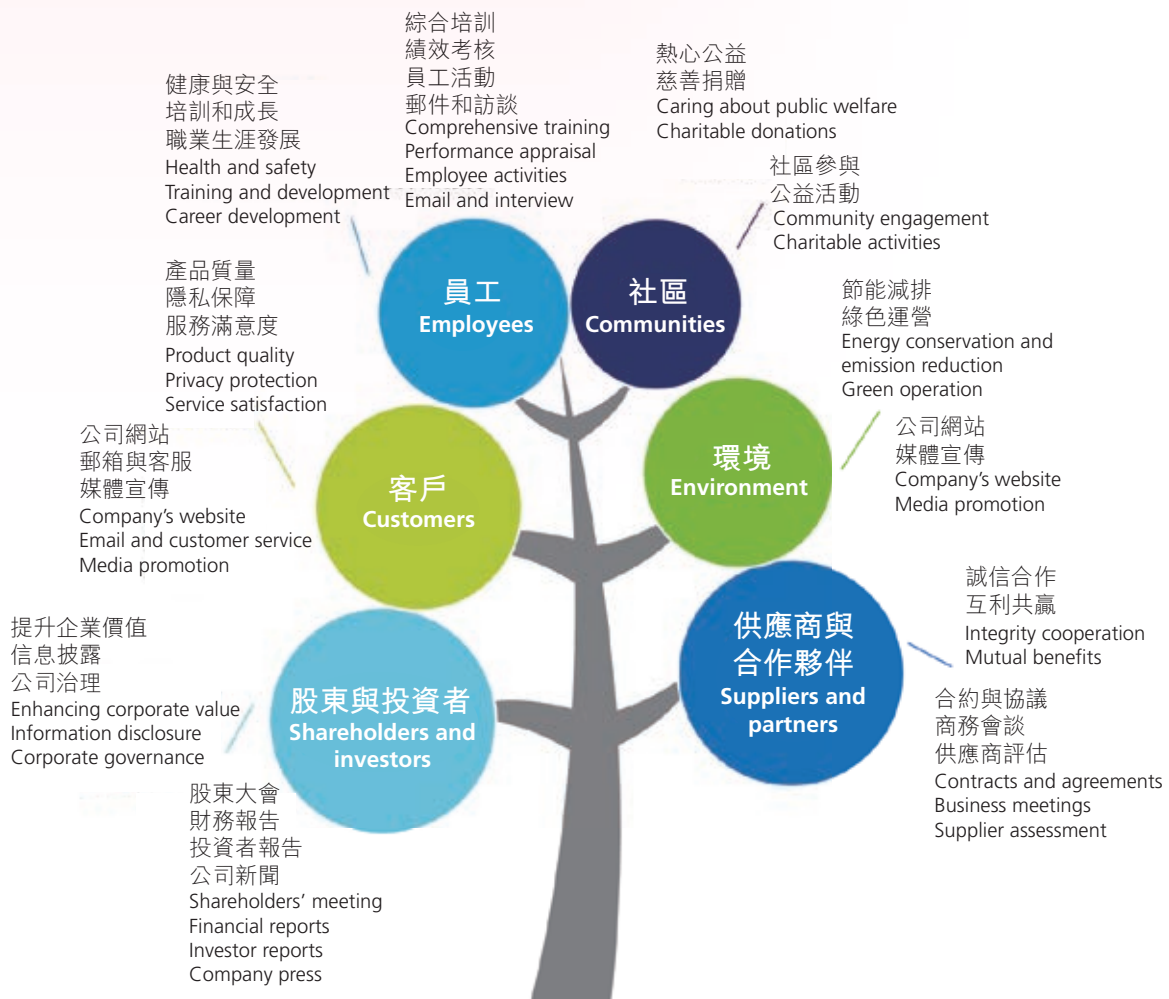 綜合培訓
績效考核
員工活動
郵件和訪談
Comprehensive training
Performance appraisal
Employee activities
Email and interview
熱心公益
慈善捐贈
Caring about public welfare
Charitable donations
健康與安全
培訓和成長
職業生涯發展
Health and safety
Training and development
Career development
社區參與
公益活動
Community engagement
Charitable activities
員工
Employees
社區
Communities
產品質量
隱私保障
服務滿意度
Product quality
Privacy protection
Service satisfaction
節能減排
綠色運營
Energy conservation and
emission reduction
Green operation
公司網站
郵箱與客服
媒體宣傳
Company's website
Email and customer service
Media promotion
客戶
Customers
環境
Environment
公司網站
媒體宣傳
Company's website
Media promotion
提升企業價值
信息披露
公司治理
Enhancing corporate value
Information disclosure
Corporate governance
股東與投資者
Shareholders and
investors
供應商與
合作夥伴
Suppliers and
partners
誠信合作
互利共贏
Integrity cooperation
Mutual benefits
股東大會
財務報告
投資者報告
公司新聞
Shareholders' meeting
Financial reports
Investor reports
Company press
合約與協議
商務會談
供應商評估
Contracts and agreements
Business meetings
Supplier assessment